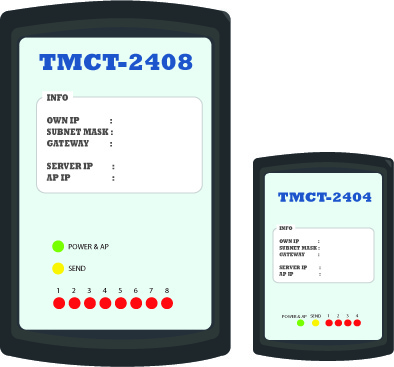 TMCT-2408
INFO
OWN IP :
SUBNET MASK :
GATEWAY :
SERVER IP :
AP IP :
POWER & AP
SEND
1 2 3 4 5 6 7 8
TMCT-2404
INFO
OWN IP :
SUBNET MASK :
GATEWAY :
SERVER IP :
AP IP :
POWER & AP SEND 1 2 3 4